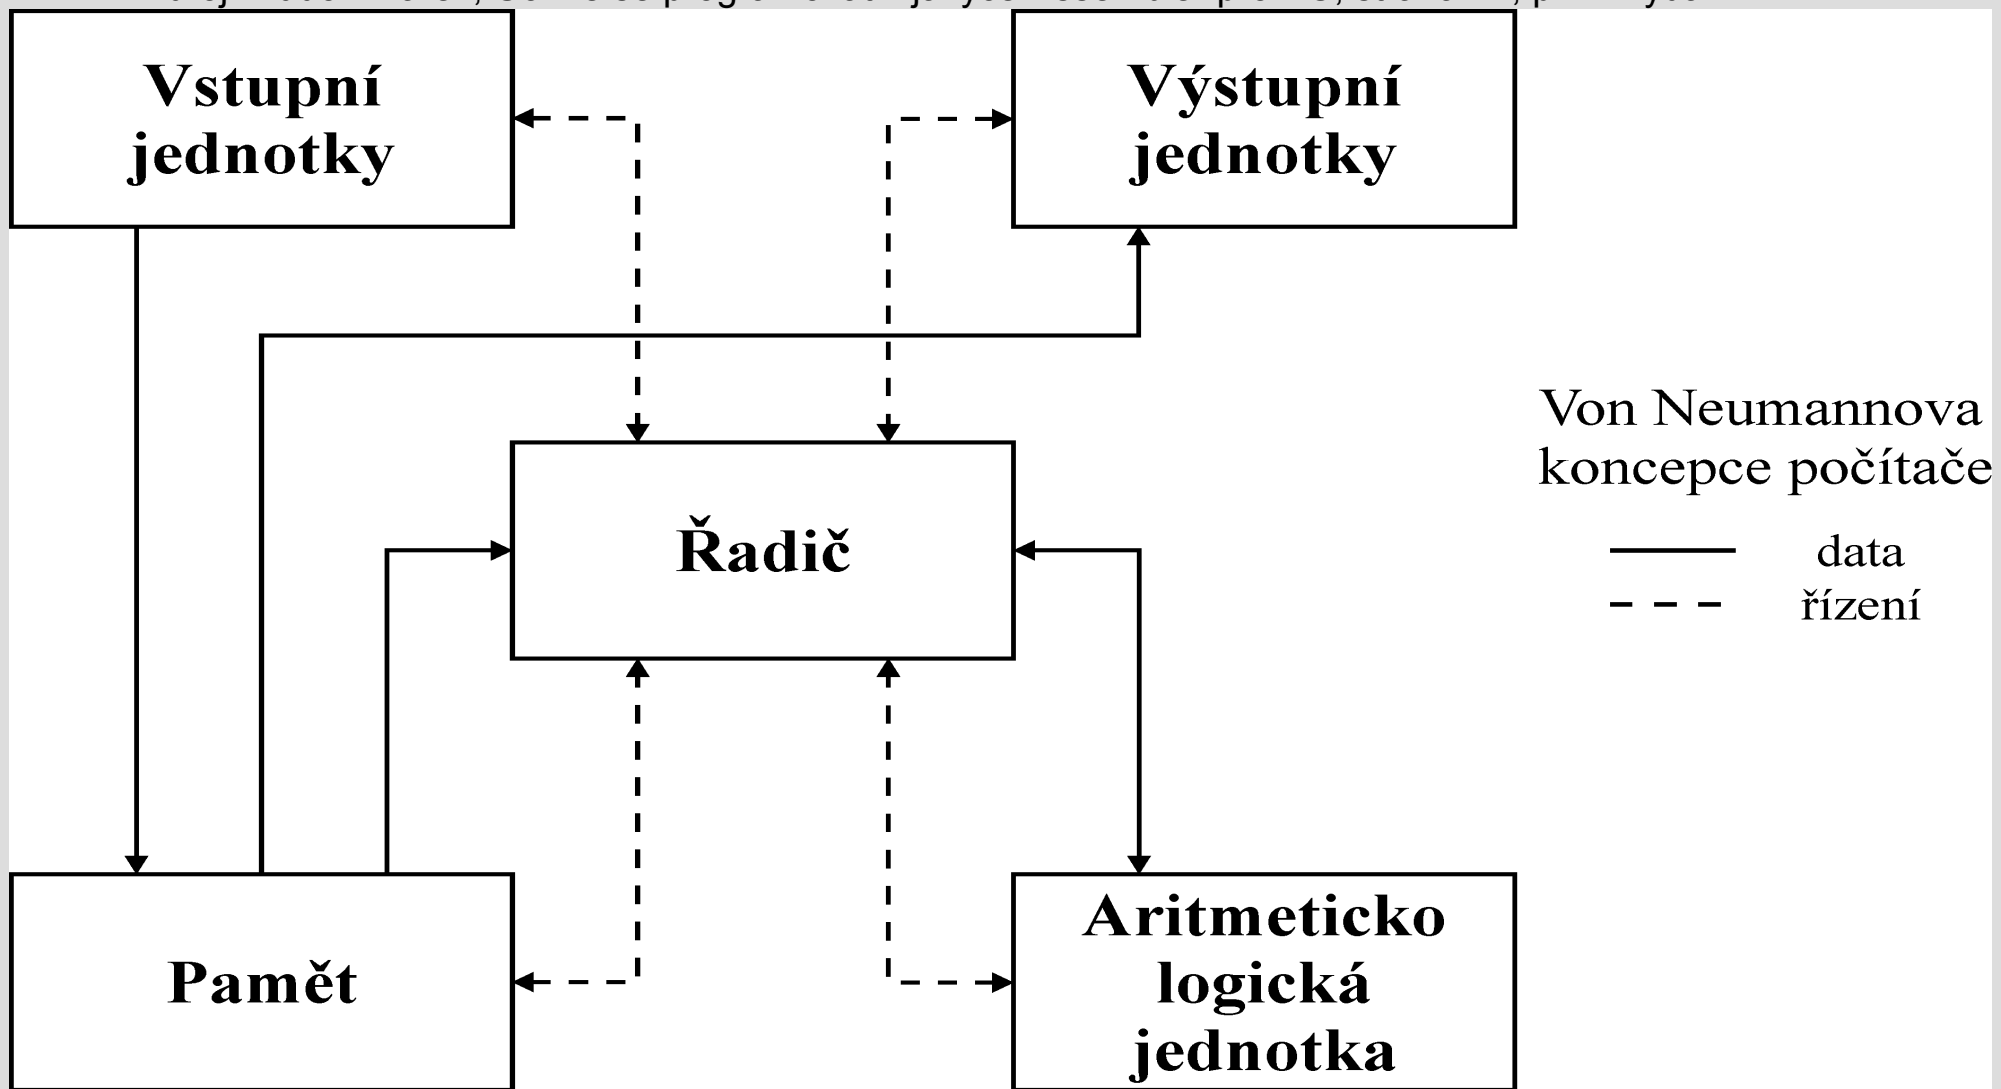 Vstupní
jednotky
Výstupní
jednotky
Von Neumannova
koncepce počítače
Řadič
data
řízení
Pamět
Aritmeticko
logická
jednotka